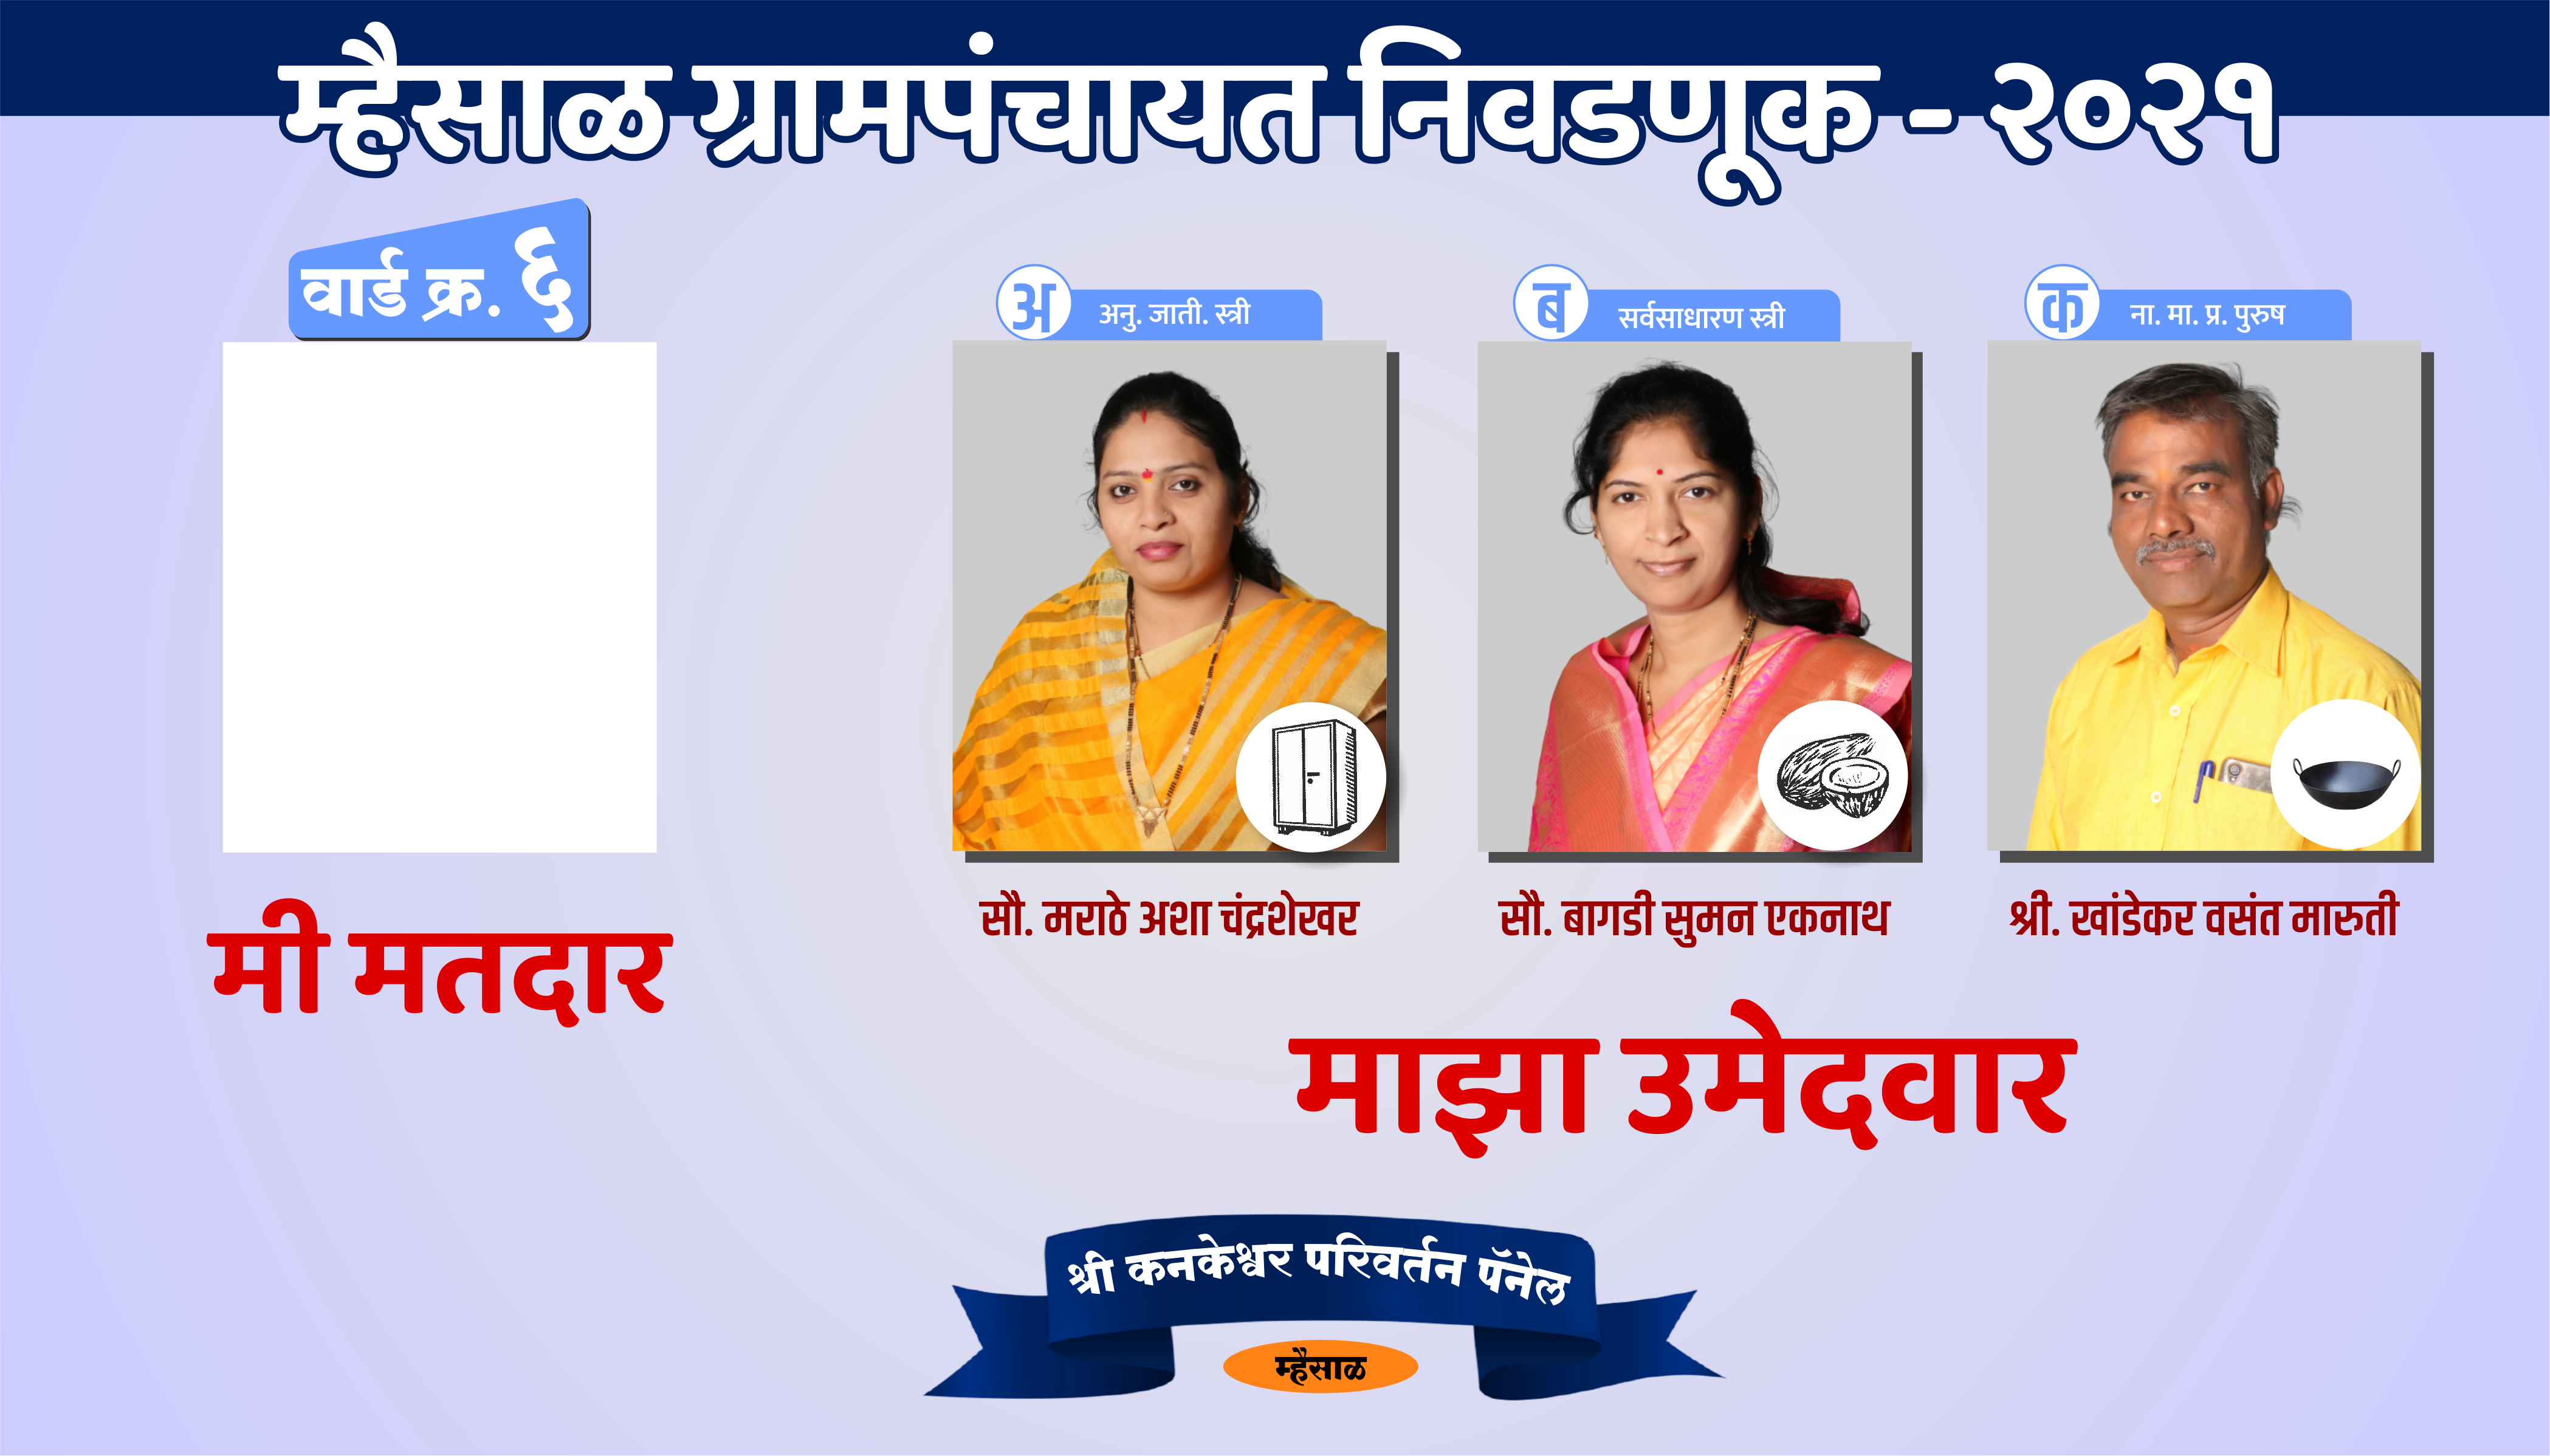 म्हैसाळ ग्रामपंचायत निवडणूक - २०२१
वार्ड क्र. ६
अ अनु. जाती. स्त्री
ब सर्वसाधारण स्त्री
क ना. मा. प्र. पुरुष
सौ. मराठे अशा चंद्रशेखर
सौ. बागडी सुमन एकनाथ
श्री. खांडेकर वसंत मारुती
मी मतदार
माझा उमेदवार
श्री कनकेश्वर परिवर्तन पॅनेल
म्हैसाळ